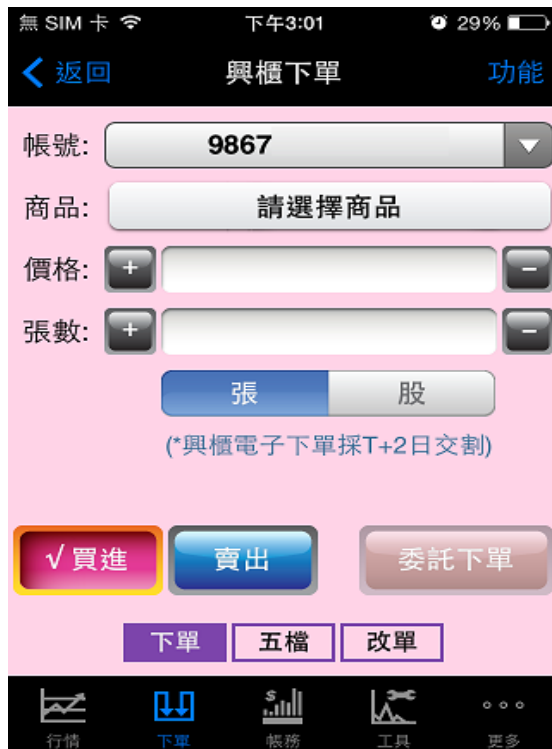 無 SIM 卡 下午3:01 29%
返回 興櫃下單 功能
帳號: 9867
商品: 請選擇商品
價格: + −
張數: + −
張 股
(*興櫃電子下單採T+2日交割)
√買進 賣出 委託下單
下單 五檔 改單
行情 下單 帳務 工具 更多